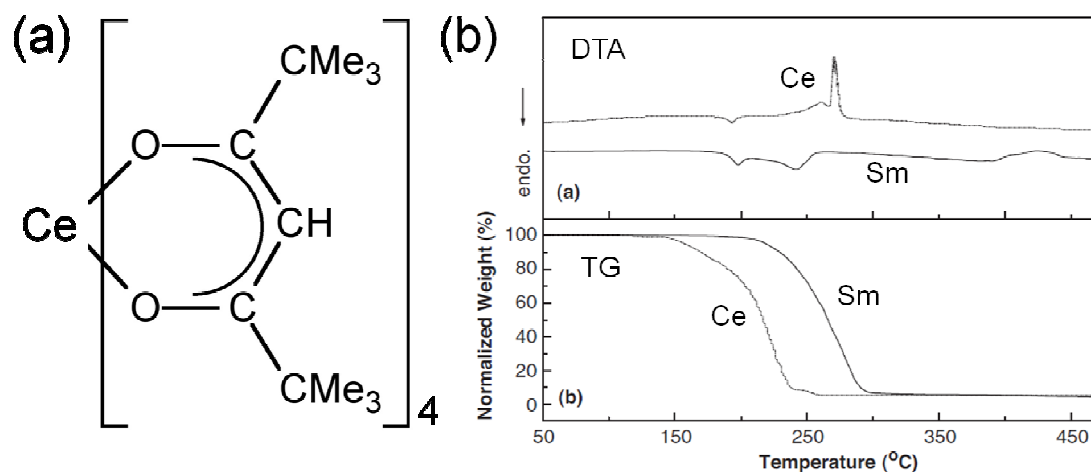 (a)
CMe3
O
C
Ce
CH
O
C
CMe3
4
(b)
DTA
Ce
endo.
Sm
(a)
Normalized Weight (%)
100
80
60
40
20
0
TG
Ce
Sm
(b)
50
150
250
350
450
Temperature (°C)